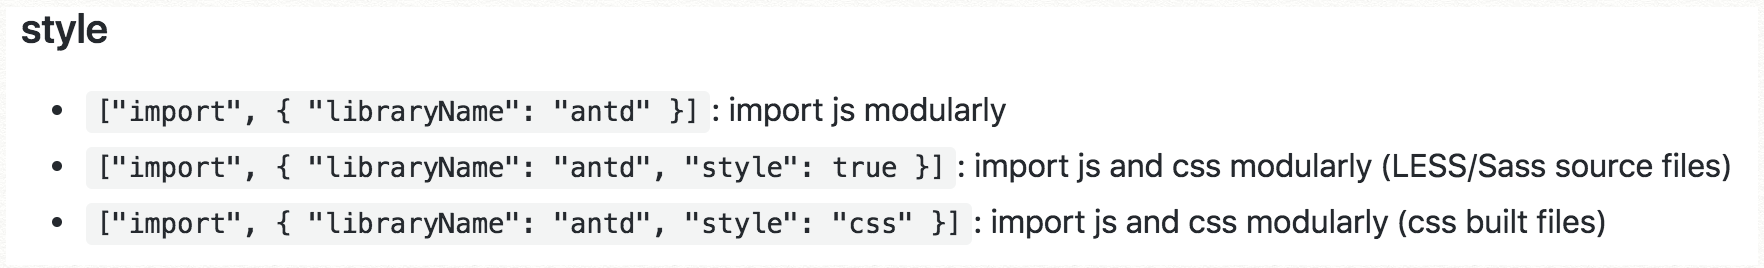 style
• ["import", { "libraryName": "antd" }]: import js modularly
• ["import", { "libraryName": "antd", "style": true }]: import js and css modularly (LESS/Sass source files)
• ["import", { "libraryName": "antd", "style": "css" }]: import js and css modularly (css built files)